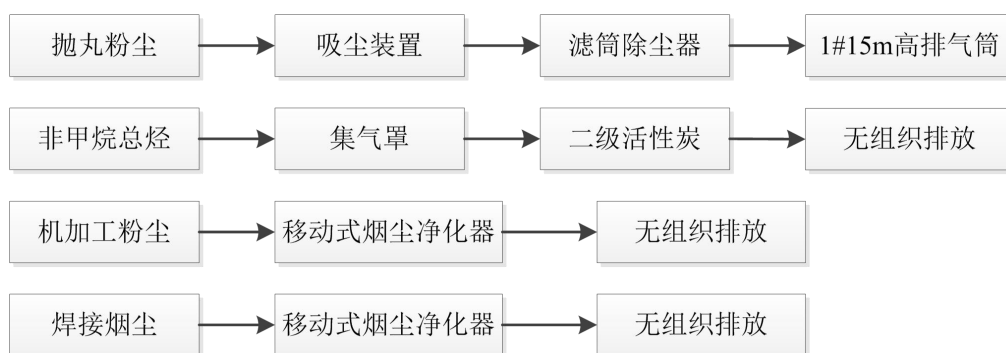 抛丸粉尘 吸尘装置 滤筒除尘器 1#15m高排气筒
非甲烷总烃 集气罩 二级活性炭 无组织排放
机加工粉尘 移动式烟尘净化器 无组织排放
焊接烟尘 移动式烟尘净化器 无组织排放